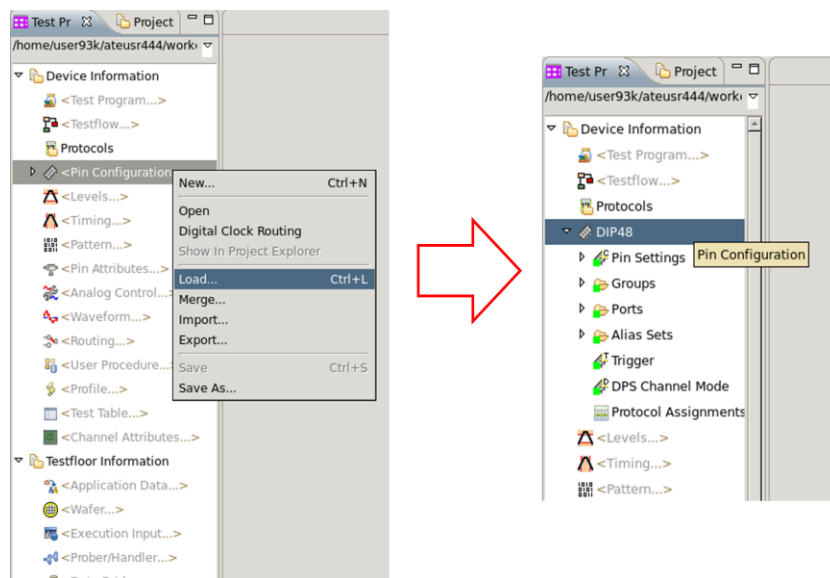 Test Pr
Project
/home/user93k/ateusr444/work
Device Information
<Test Program...>
<Testflow...>
Protocols
<Pin Configuration
<Levels...>
<Timing...>
<Pattern...>
<Pin Attributes...>
<Analog Control...>
<Waveform...>
<Routing...>
<User Procedure...
<Profile...>
<Test Table...>
<Channel Attributes...>
Testfloor Information
<Application Data...>
<Wafer...>
<Execution Input...>
<Prober/Handler...>
New... Ctrl+N
Open
Digital Clock Routing
Show In Project Explorer
Load... Ctrl+L
Merge...
Import...
Export...
Save Ctrl+S
Save As...
Test Pr
Project
/home/user93k/ateusr444/work
Device Information
<Test Program...>
<Testflow...>
Protocols
DIP48
Pin Configuration
Pin Settings
Groups
Ports
Alias Sets
Trigger
DPS Channel Mode
Protocol Assignments
<Levels...>
<Timing...>
<Pattern...>